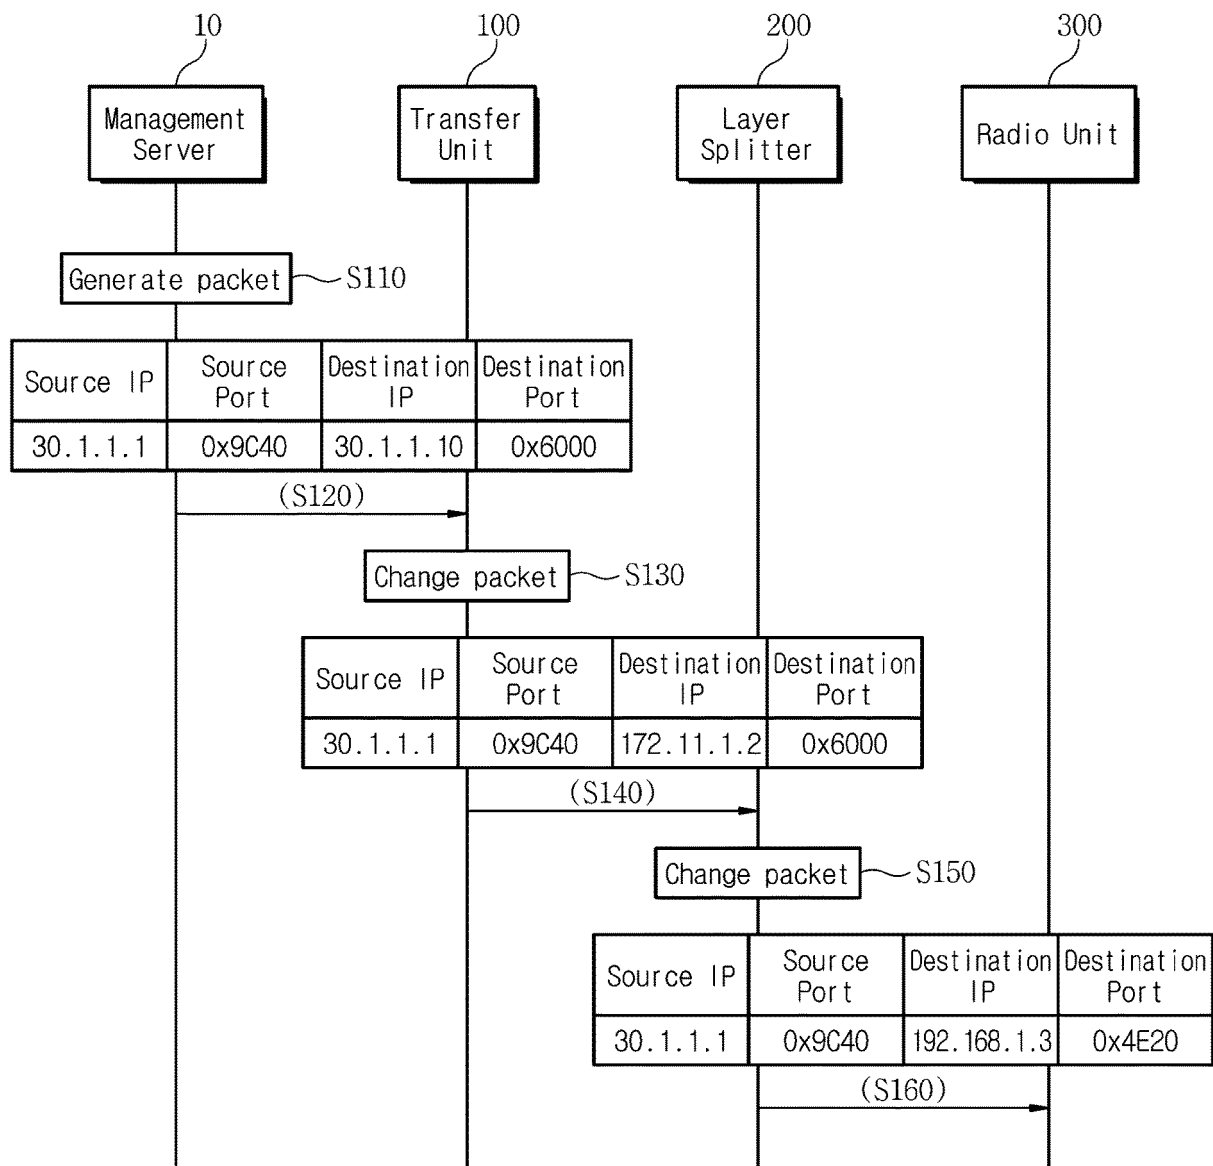 10
100
200
300
Management
Server
Transfer
Unit
Layer
Splitter
Radio Unit
Generate packet
S110
Source IP
Source
Port
Destination
IP
Destination
Port
30.1.1.1
0x9C40
30.1.1.10
0x6000
(S120)
Change packet
S130
Source IP
Source
Port
Destination
IP
Destination
Port
30.1.1.1
0x9C40
172.11.1.2
0x6000
(S140)
Change packet
S150
Source IP
Source
Port
Destination
IP
Destination
Port
30.1.1.1
0x9C40
192.168.1.3
0x4E20
(S160)